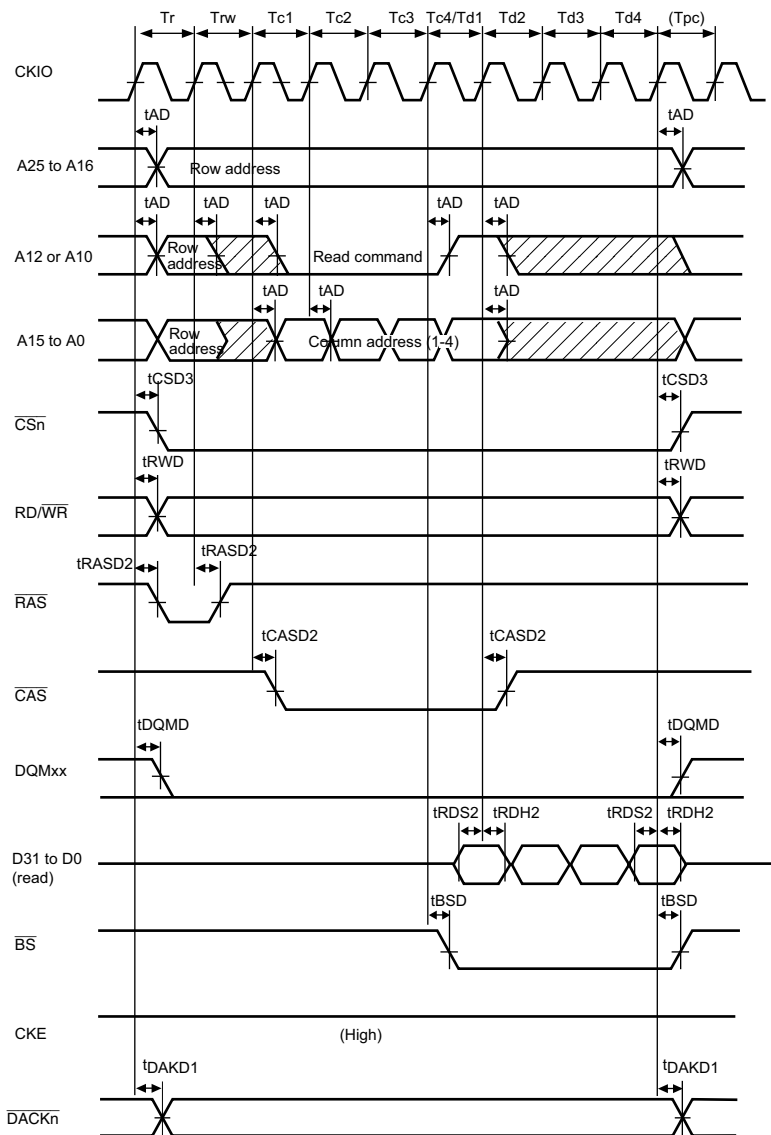 Tr Trw Tc1 Tc2 Tc3 Tc4/Td1 Td2 Td3 Td4 (Tpc)
CKIO
tAD tAD
A25 to A16 Row address
tAD tAD tAD tAD tAD
A12 or A10 Row address Read command
tAD tAD tAD
A15 to A0 Row address Column address (1-4)
tCSD3 tCSD3
CSn
tRWD tRWD
RD/WR
tRASD2 tRASD2
RAS
tCASD2 tCASD2
CAS
tDQMD tDQMD
DQMxx
tRDS2 tRDH2 tRDS2 tRDH2
D31 to D0
(read)
tBSD tBSD
BS
CKE (High)
tDAKD1 tDAKD1
DACKn